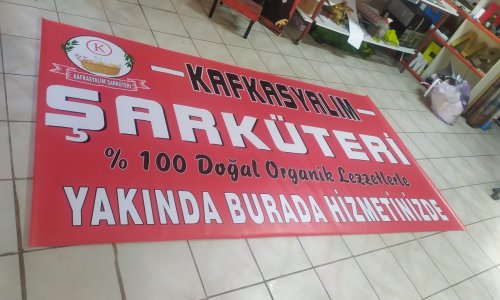 K
KAFKASYALIM ŞARKÜTERİ
KAFKASYALIM
ŞARKÜTERİ
% 100 Doğal Organik Lezzetlerle
YAKINDA BURADA HİZMETİNİZDE